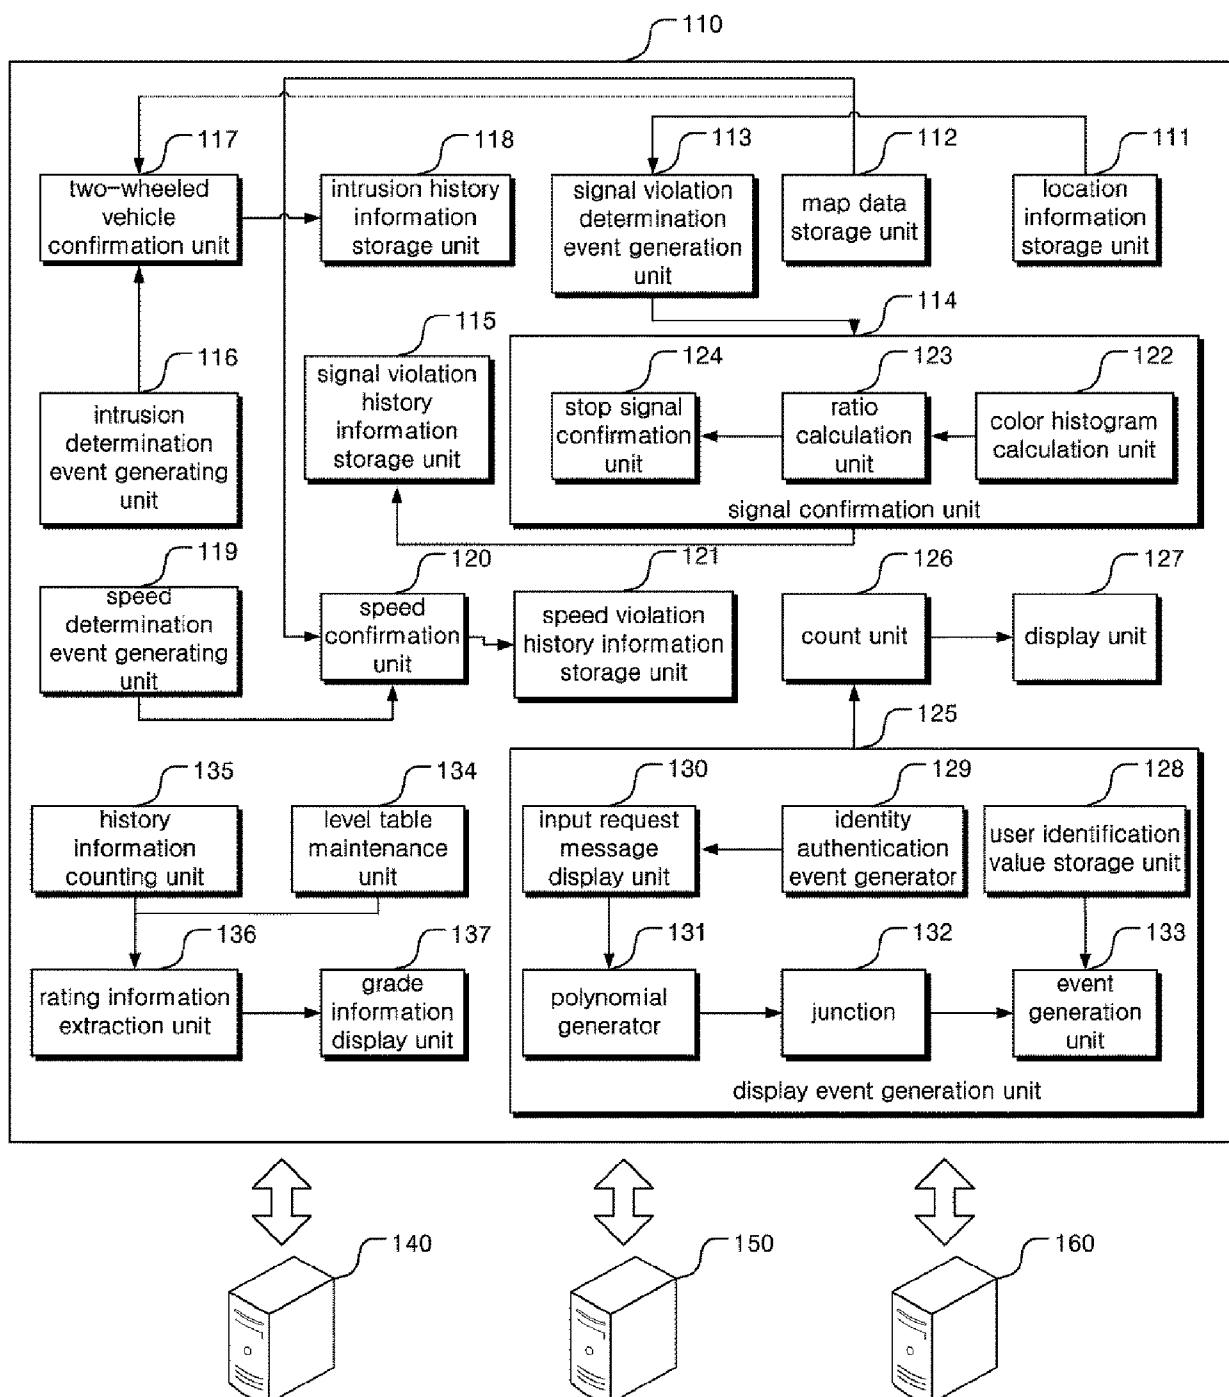 110
117
two-wheeled
vehicle
confirmation unit
118
intrusion history
information
storage unit
113
signal violation
determination
event generation
unit
112
map data
storage unit
111
location
information
storage unit
116
intrusion
determination
event generating
unit
115
signal violation
history
information
storage unit
114
124
stop signal
confirmation
unit
123
ratio
calculation
unit
122
color histogram
calculation unit
signal confirmation unit
119
speed
determination
event generating
unit
120
speed
confirmation
unit
121
speed violation
history information
storage unit
126
count unit
127
display unit
125
135
history
information
counting unit
134
level table
maintenance
unit
130
input request
message
display unit
129
identity
authentication
event generator
128
user identification
value storage unit
136
rating information
extraction unit
137
grade
information
display unit
131
polynomial
generator
132
junction
133
event
generation
unit
display event generation unit
140
150
160